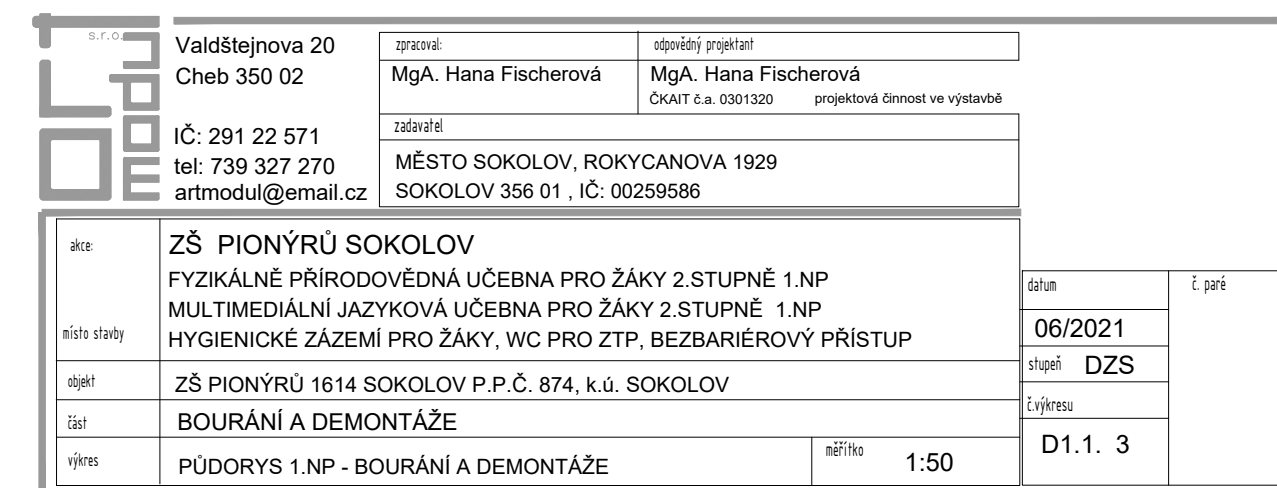 s.r.o.
Valdštejnova 20
Cheb 350 02
IČ: 291 22 571
tel: 739 327 270
artmodul@email.cz
zpracoval:
MgA. Hana Fischerová
odpovědný projektant
MgA. Hana Fischerová
ČKAIT č.a. 0301320 projektová činnost ve výstavbě
zadavatel
MĚSTO SOKOLOV, ROKYCANOVA 1929
SOKOLOV 356 01 , IČ: 00259586
akce:
ZŠ PIONÝRŮ SOKOLOV
FYZIKÁLNĚ PŘÍRODOVĚDNÁ UČEBNA PRO ŽÁKY 2.STUPNĚ 1.NP
MULTIMEDIÁLNÍ JAZYKOVÁ UČEBNA PRO ŽÁKY 2.STUPNĚ 1.NP
místo stavby
HYGIENICKÉ ZÁZEMÍ PRO ŽÁKY, WC PRO ZTP, BEZBARIÉROVÝ PŘÍSTUP
objekt
ZŠ PIONÝRŮ 1614 SOKOLOV P.P.Č. 874, k.ú. SOKOLOV
část
BOURÁNÍ A DEMONTÁŽE
výkres
PŮDORYS 1.NP - BOURÁNÍ A DEMONTÁŽE
měřítko
1:50
datum
06/2021
stupeň DZS
č.výkresu
D1.1. 3
č. paré